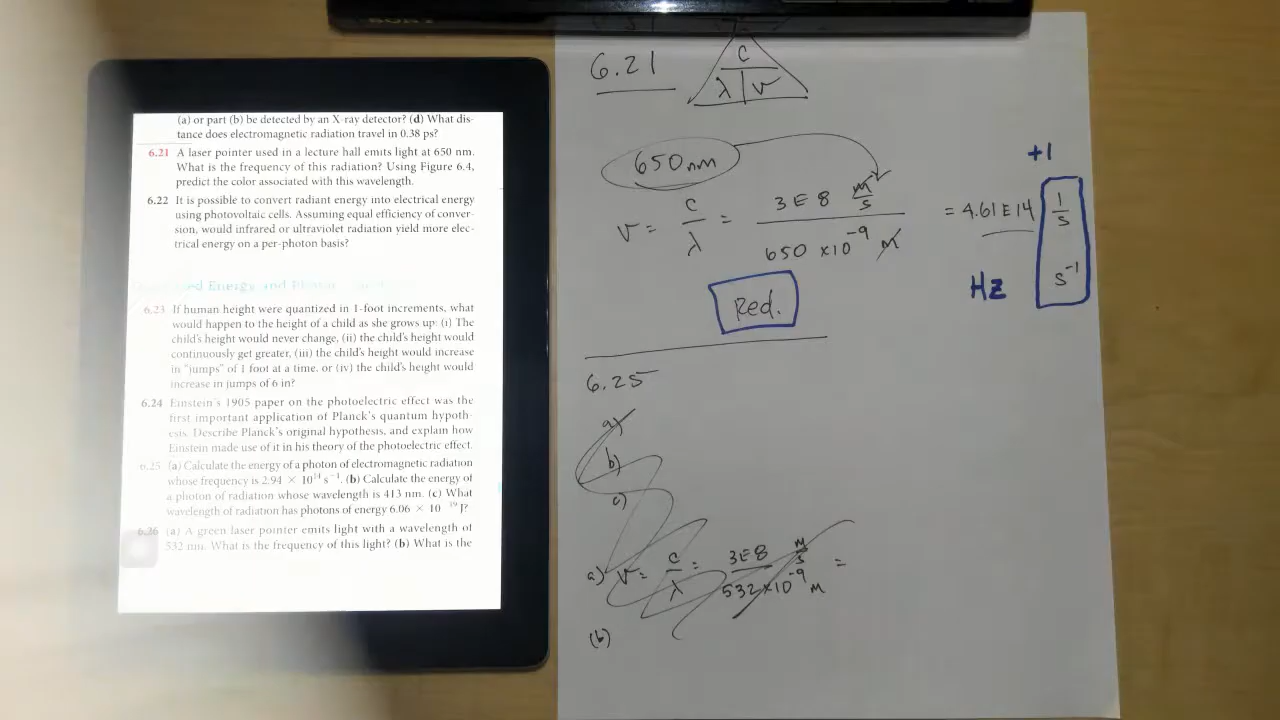 SONY
(a) or part (b) be detected by an X-ray detector? (d) What dis-
tance does electromagnetic radiation travel in 0.38 ps?
6.21 A laser pointer used in a lecture hall emits light at 650 nm.
What is the frequency of this radiation? Using Figure 6.4,
predict the color associated with this wavelength.
6.22 It is possible to convert radiant energy into electrical energy
using photovoltaic cells. Assuming equal efficiency of conver-
sion, would infrared or ultraviolet radiation yield more elec-
trical energy on a per-photon basis?
Energy and
6.23 If human height were quantized in 1-foot increments, what
would happen to the height of a child as she grows up: (i) The
child's height would never change, (ii) the child's height would
continuously get greater, (iii) the child's height would increase
in "jumps" of 1 foot at a time, or (iv) the child's height would
increase in jumps of 6 in?
6.24 Einstein's 1905 paper on the photoelectric effect was the
first important application of Planck's quantum hypoth-
esis. Describe Planck's original hypothesis, and explain how
Einstein made use of it in his theory of the photoelectric effect.
6.25 (a) Calculate the energy of a photon of electromagnetic radiation
whose frequency is 2.94 × 10¹⁴ s⁻¹. (b) Calculate the energy of
a photon of radiation whose wavelength is 413 nm. (c) What
wavelength of radiation has photons of energy 6.06 × 10⁻¹⁹ J?
6.26 (a) A green laser pointer emits light with a wavelength of
532 nm. What is the frequency of this light? (b) What is the
6.21
c
λ | ν
650nm
+1
ν = c/λ = 3E8 m/s / 650 ×10⁻⁹ m = 4.61E14 1/s
Hz s⁻¹
Red.
6.25
a)
b)
c)
a) ν = c/λ = 3E8 m/s / 532×10⁻⁹ m =
(b)